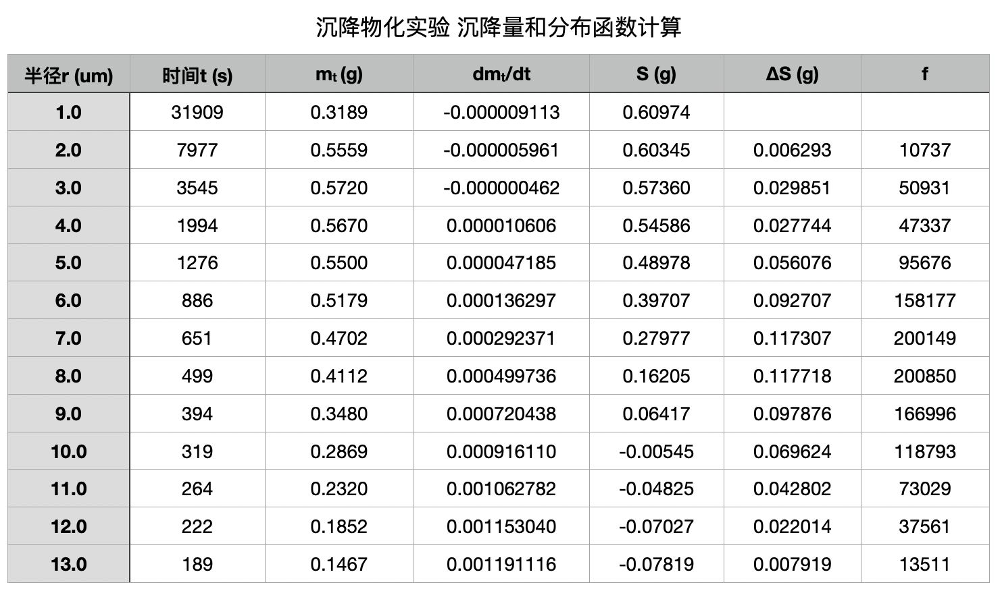 沉降物化实验 沉降量和分布函数计算
半径r (um) 时间t (s) mₜ (g) dmₜ/dt S (g) ΔS (g) f
1.0 31909 0.3189 -0.000009113 0.60974
2.0 7977 0.5559 -0.000005961 0.60345 0.006293 10737
3.0 3545 0.5720 -0.000000462 0.57360 0.029851 50931
4.0 1994 0.5670 0.000010606 0.54586 0.027744 47337
5.0 1276 0.5500 0.000047185 0.48978 0.056076 95676
6.0 886 0.5179 0.000136297 0.39707 0.092707 158177
7.0 651 0.4702 0.000292371 0.27977 0.117307 200149
8.0 499 0.4112 0.000499736 0.16205 0.117718 200850
9.0 394 0.3480 0.000720438 0.06417 0.097876 166996
10.0 319 0.2869 0.000916110 -0.00545 0.069624 118793
11.0 264 0.2320 0.001062782 -0.04825 0.042802 73029
12.0 222 0.1852 0.001153040 -0.07027 0.022014 37561
13.0 189 0.1467 0.001191116 -0.07819 0.007919 13511